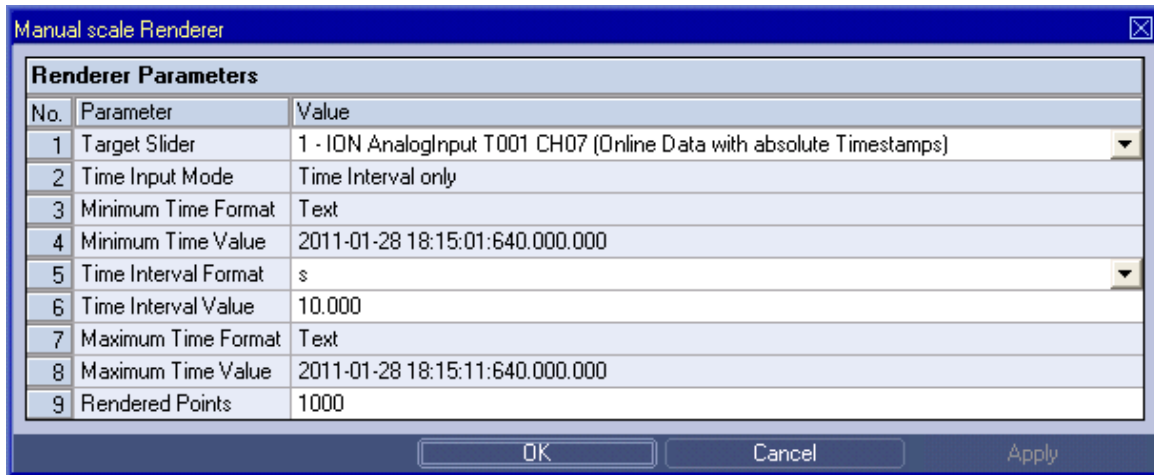 Manual scale Renderer
Renderer Parameters
No. Parameter Value
1 Target Slider 1 - ION AnalogInput T001 CH07 (Online Data with absolute Timestamps)
2 Time Input Mode Time Interval only
3 Minimum Time Format Text
4 Minimum Time Value 2011-01-28 18:15:01:640.000.000
5 Time Interval Format s
6 Time Interval Value 10.000
7 Maximum Time Format Text
8 Maximum Time Value 2011-01-28 18:15:11:640.000.000
9 Rendered Points 1000
OK Cancel Apply